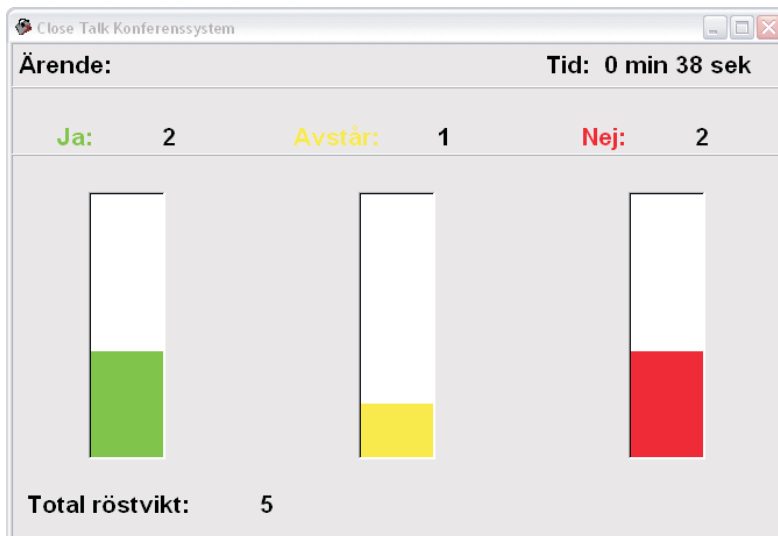 Close Talk Konferenssystem
Ärende: Tid: 0 min 38 sek
Ja: 2 Avstår: 1 Nej: 2
Total röstvikt: 5